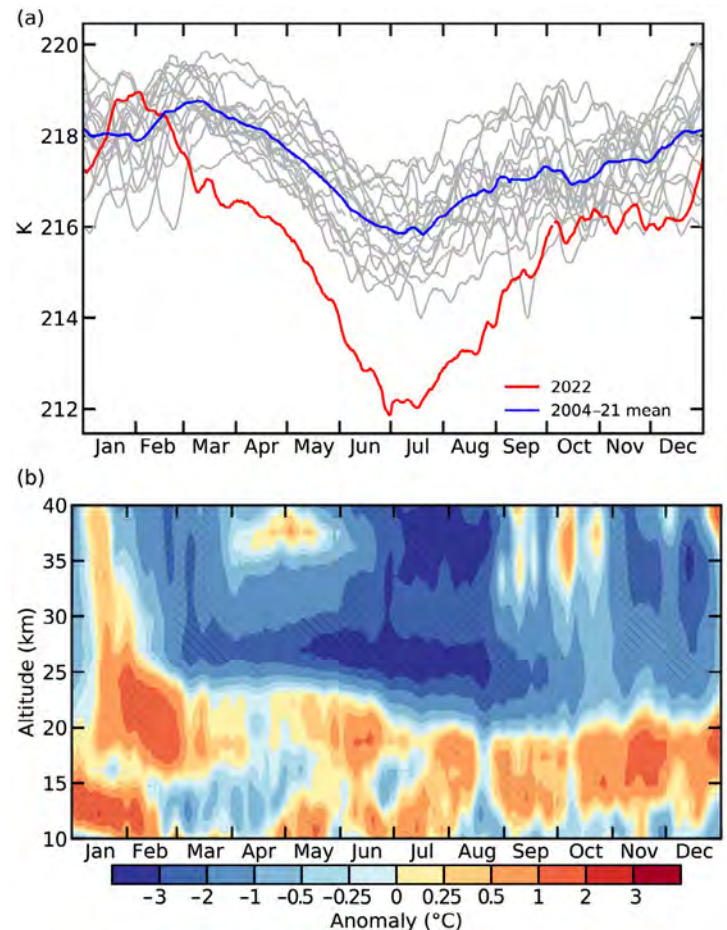 (a)
220
218
216
214
212
K
2022
2004–21 mean
Jan Feb Mar Apr May Jun Jul Aug Sep Oct Nov Dec
(b)
40
35
30
25
20
15
10
Altitude (km)
Jan Feb Mar Apr May Jun Jul Aug Sep Oct Nov Dec
−3 −2 −1 −0.5 −0.25 0 0.25 0.5 1 2 3
Anomaly (°C)